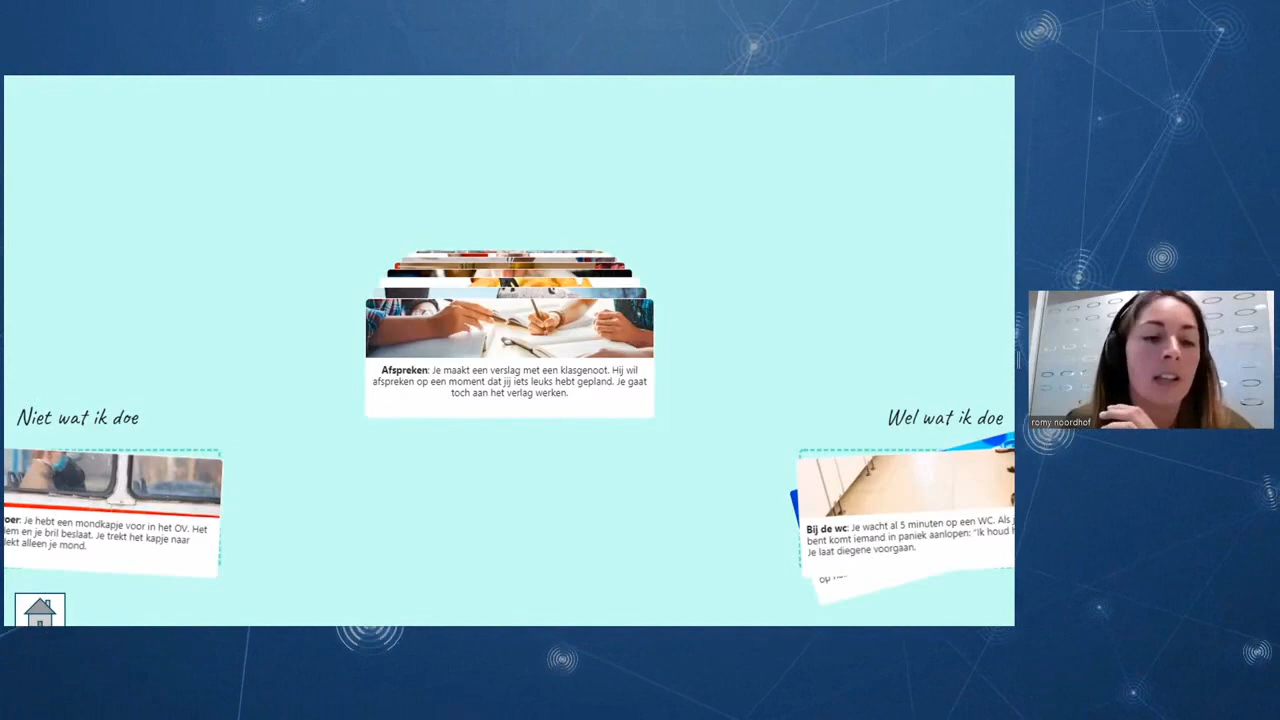 Afspreken: Je maakt een verslag met een klasgenoot. Hij wil
afspreken op een moment dat jij iets leuks hebt gepland. Je gaat
toch aan het verlag werken.
Niet wat ik doe
Wel wat ik doe
oer: Je hebt een mondkapje voor in het OV. Het
lem en je bril beslaat. Je trekt het kapje naar
dekt alleen je mond.
Bij de wc: Je wacht al 5 minuten op een WC. Als j
bent komt iemand in paniek aanlopen: "Ik houd h
Je laat diegene voorgaan.
op
romy noordhof